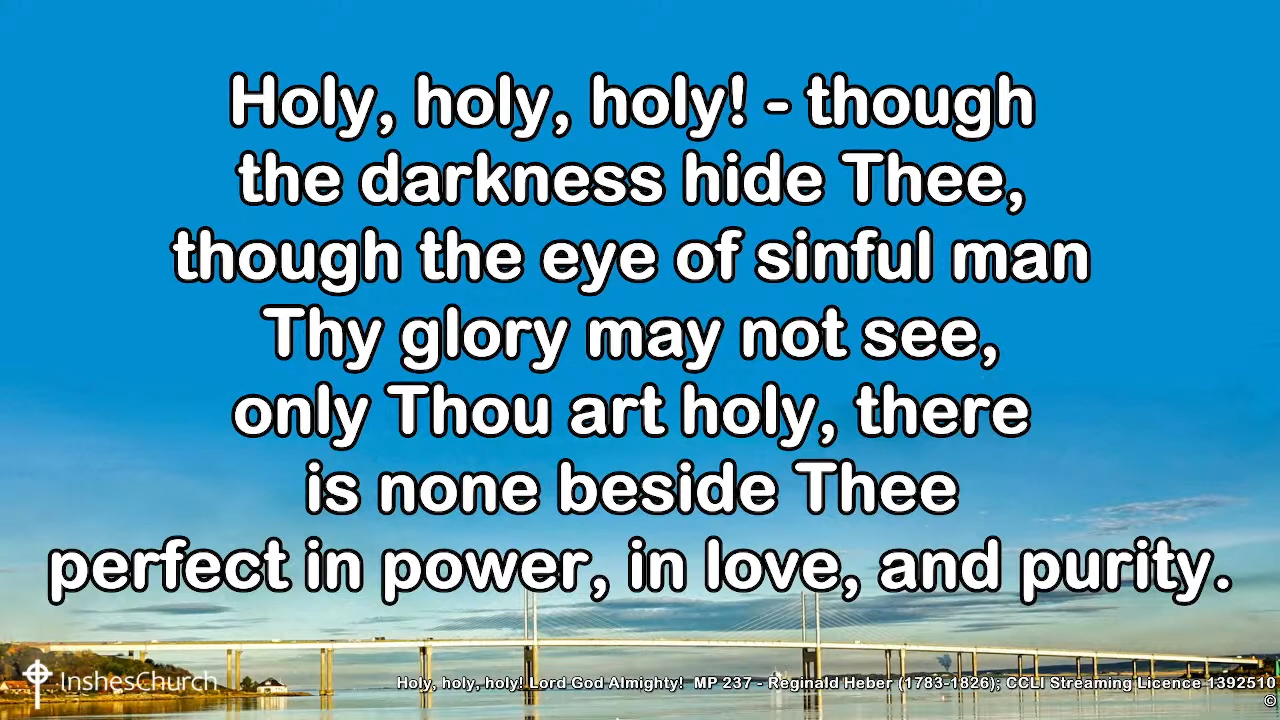 Holy, holy, holy! - though
the darkness hide Thee,
though the eye of sinful man
Thy glory may not see,
only Thou art holy, there
is none beside Thee
perfect in power, in love, and purity.
InshesChurch
Holy, holy, holy! Lord God Almighty! MP 237 - Reginald Heber (1783-1826); CCLI Streaming Licence 1392510
©